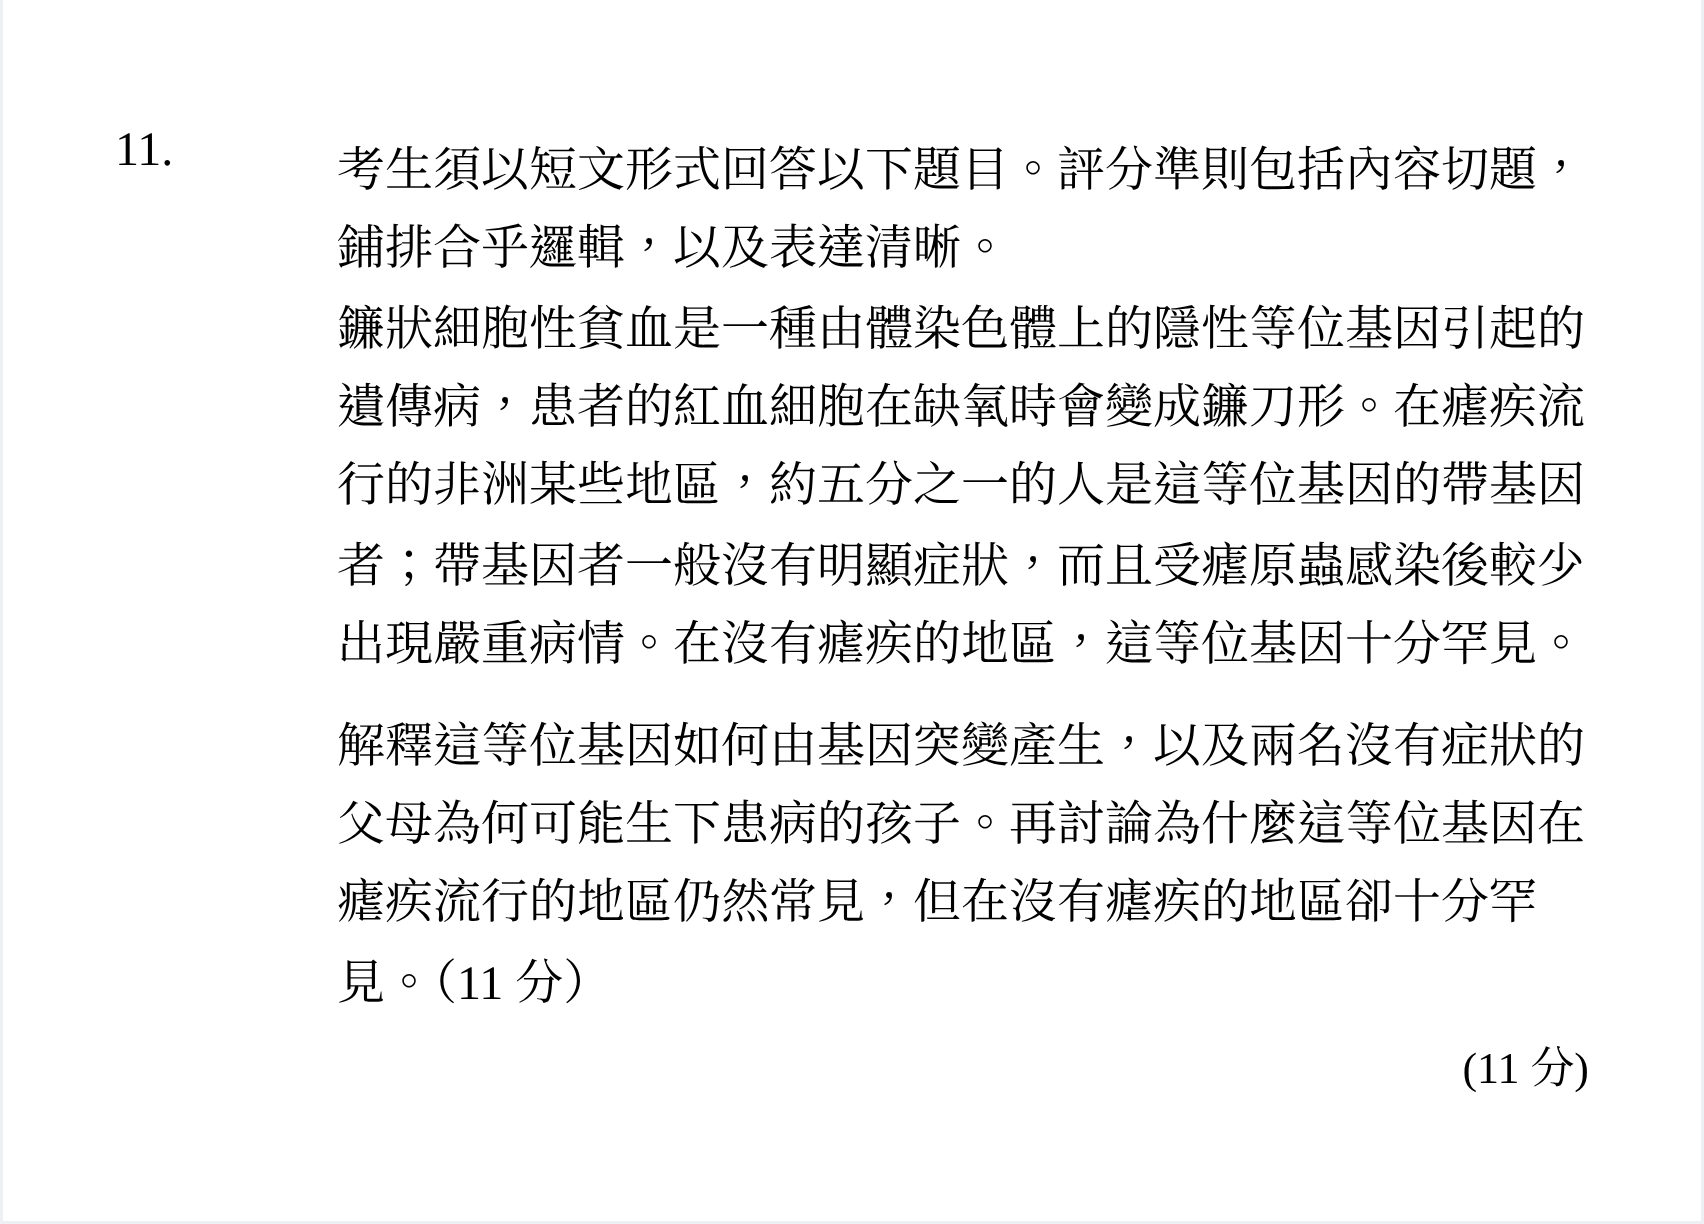 11.
考生須以短文形式回答以下題目。評分準則包括內容切題，
鋪排合乎邏輯，以及表達清晰。
鐮狀細胞性貧血是一種由體染色體上的隱性等位基因引起的
遺傳病，患者的紅血細胞在缺氧時會變成鐮刀形。在瘧疾流
行的非洲某些地區，約五分之一的人是這等位基因的帶基因
者；帶基因者一般沒有明顯症狀，而且受瘧原蟲感染後較少
出現嚴重病情。在沒有瘧疾的地區，這等位基因十分罕見。
解釋這等位基因如何由基因突變產生，以及兩名沒有症狀的
父母為何可能生下患病的孩子。再討論為什麼這等位基因在
瘧疾流行的地區仍然常見，但在沒有瘧疾的地區卻十分罕
見。（11 分）
(11 分)